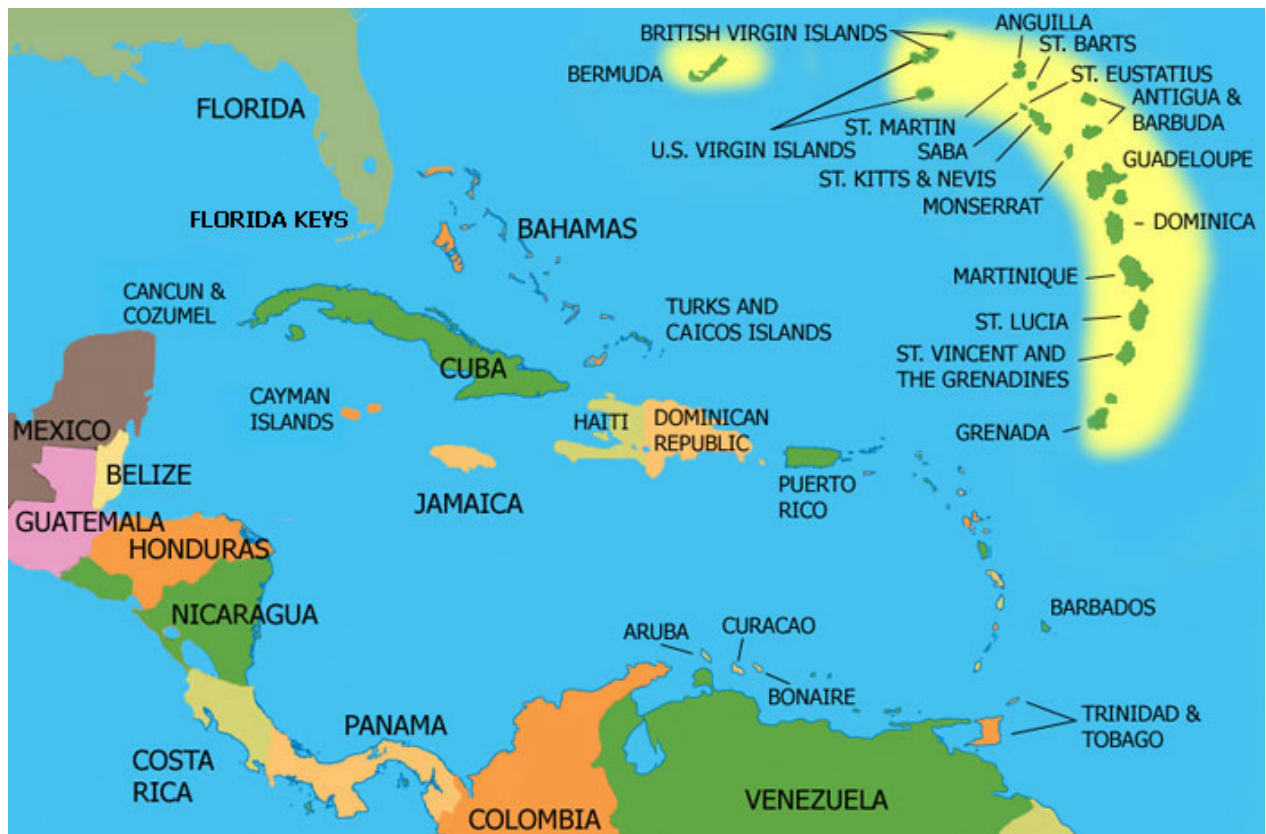 BRITISH VIRGIN ISLANDS
ANGUILLA
ST. BARTS
BERMUDA
ST. EUSTATIUS
FLORIDA
ANTIGUA &
BARBUDA
ST. MARTIN
U.S. VIRGIN ISLANDS
SABA
GUADELOUPE
ST. KITTS & NEVIS
MONSERRAT
FLORIDA KEYS
BAHAMAS
DOMINICA
MARTINIQUE
CANCUN &
COZUMEL
TURKS AND
CAICOS ISLANDS
ST. LUCIA
CUBA
ST. VINCENT AND
THE GRENADINES
CAYMAN
ISLANDS
HAITI
DOMINICAN
REPUBLIC
MEXICO
GRENADA
BELIZE
JAMAICA
PUERTO
RICO
GUATEMALA
HONDURAS
NICARAGUA
BARBADOS
ARUBA
CURACAO
BONAIRE
PANAMA
TRINIDAD &
TOBAGO
COSTA
RICA
COLOMBIA
VENEZUELA